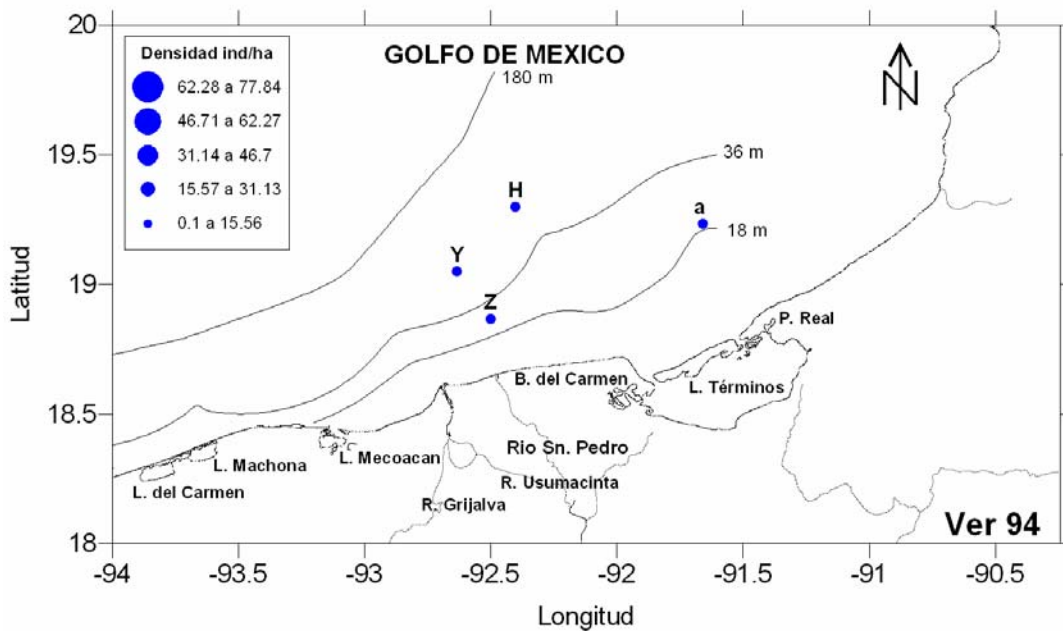 GOLFO DE MEXICO
Densidad ind/ha
62.28 a 77.84
46.71 a 62.27
31.14 a 46.7
15.57 a 31.13
0.1 a 15.56
N
180 m
36 m
18 m
H
a
Y
Z
P. Real
B. del Carmen
L. Términos
Rio Sn. Pedro
L. Mecoacan
L. Machona
R. Usumacinta
L. del Carmen
R. Grijalva
Ver 94
Latitud
20
19.5
19
18.5
18
-94 -93.5 -93 -92.5 -92 -91.5 -91 -90.5
Longitud